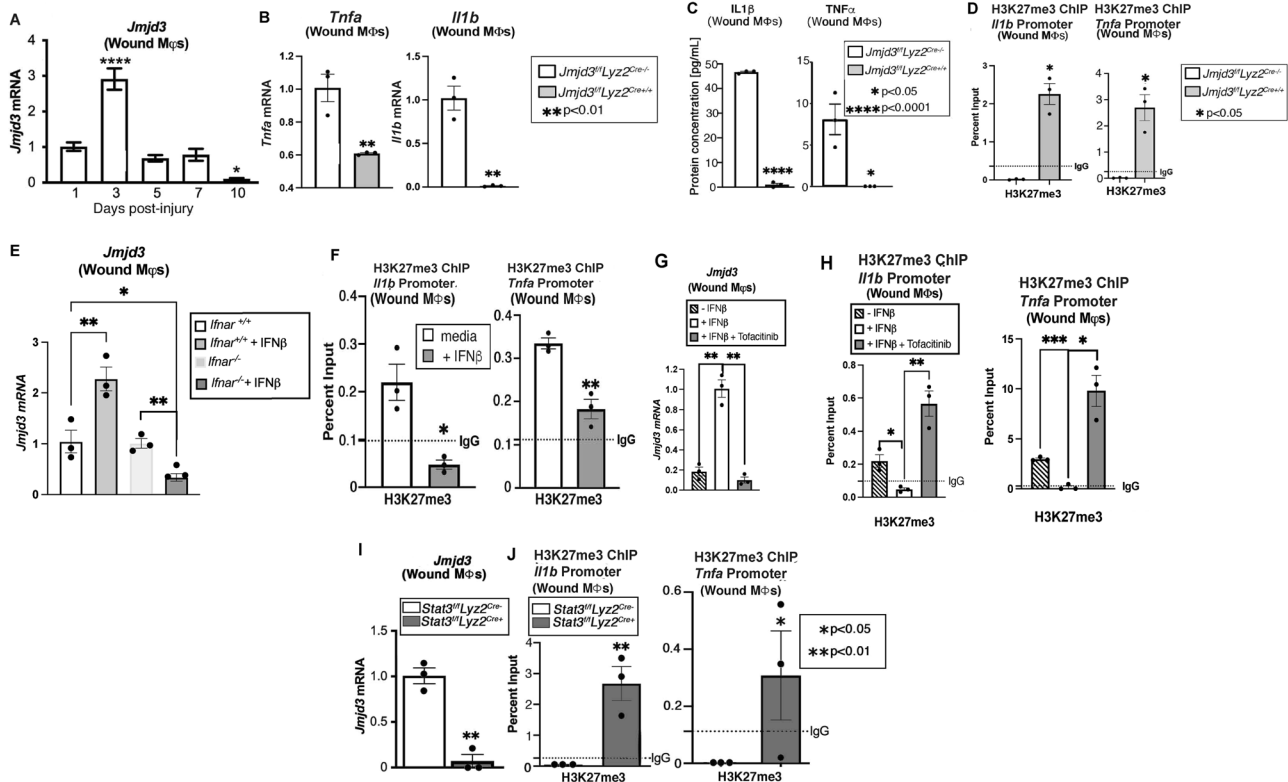 A
Jmjd3
(Wound Mφs)
Jmjd3 mRNA
4
3
2
1
0
****
*
1 3 5 7 10
Days post-injury
B
Tnfa
(Wound MΦs)
Tnfa mRNA
1.2
1.0
0.8
0.6
0.4
**
Il1b
(Wound MΦs)
Il1b mRNA
1.5
1.0
0.5
0.0
**
Jmjd3f/fLyz2Cre-/-
Jmjd3f/fLyz2Cre+/+
**p<0.01
C
IL1β
(Wound MΦs)
Protein concentration [pg/mL]
60
50
40
30
20
10
0
****
TNFα
(Wound MΦs)
15
10
5
0
*
Jmjd3f/fLyz2Cre-/-
Jmjd3f/fLyz2Cre+/+
*p<0.05
****p<0.0001
D
H3K27me3 ChIP
Il1b Promoter
(Wound MΦs)
Percent Input
3
2
1
0
*
IgG
H3K27me3
H3K27me3 ChIP
Tnfa Promoter
(Wound MΦs)
4
3
2
1
0
*
IgG
H3K27me3
Jmjd3f/fLyz2Cre-/-
Jmjd3f/fLyz2Cre+/+
*p<0.05
E
Jmjd3
(Wound Mφs)
*
**
**
Jmjd3 mRNA
3
2
1
0
Ifnar +/+
Ifnar+/+ + IFNβ
Ifnar-/-
Ifnar-/-+ IFNβ
F
H3K27me3 ChIP
Il1b Promoter.
(Wound MΦs)
Percent Input
0.4
0.3
0.2
0.1
0.0
*
IgG
H3K27me3
media
+ IFNβ
H3K27me3 ChIP
Tnfa Promoter
(Wound MΦs)
0.4
0.3
0.2
0.1
0.0
**
H3K27me3
G
Jmjd3
(Wound Mφs)
- IFNβ
+ IFNβ
+ IFNβ + Tofacitinib
** **
Jmjd3 mRNA
1.2
1.0
0.8
0.6
0.4
0.2
0.0
H
H3K27me3 ChIP
Il1b Promoter
(Wound MΦs)
- IFNβ
+ IFNβ
+ IFNβ + Tofacitinib
**
*
Percent Input
0.8
0.6
0.4
0.2
0.0
IgG
H3K27me3
H3K27me3 ChIP
Tnfa Promoter
(Wound Mφs)
*** *
Percent Input
15
10
5
0
IgG
H3K27me3
I
Jmjd3
(Wound MΦs)
Stat3f/fLyz2Cre-
Stat3f/fLyz2Cre+
Jmjd3 mRNA
1.5
1.0
0.5
0
**
J
H3K27me3 ChIP
Il1b Promoter
(Wound MΦs)
Stat3f/fLyz2Cre-
Stat3f/fLyz2Cre+
Percent Input
4
3
2
1
0
**
IgG
H3K27me3
H3K27me3 ChIP
Tnfa Promoter
(Wound MΦs)
0.6
0.4
0.2
0.0
*
IgG
H3K27me3
*p<0.05
**p<0.01